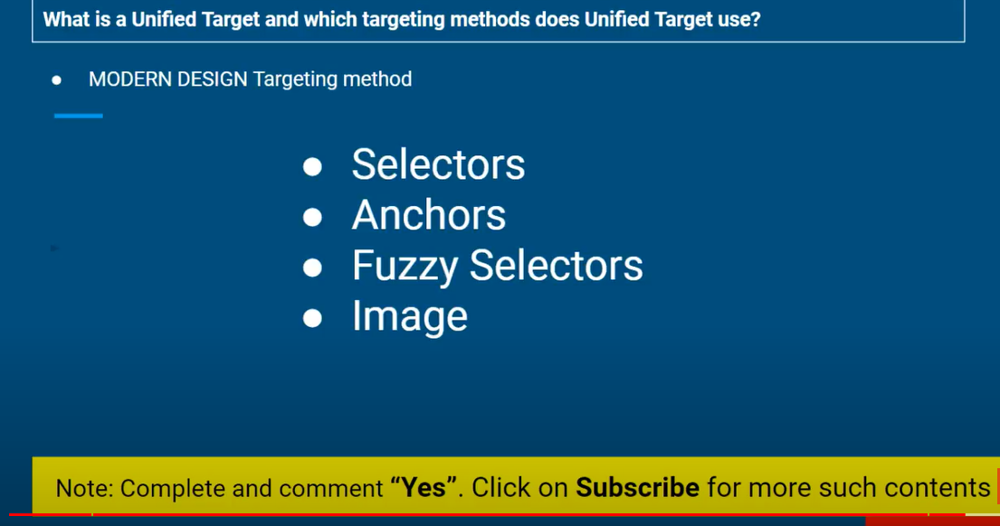 What is a Unified Target and which targeting methods does Unified Target use?
● MODERN DESIGN Targeting method
● Selectors
● Anchors
● Fuzzy Selectors
● Image
Note: Complete and comment “Yes”. Click on Subscribe for more such contents